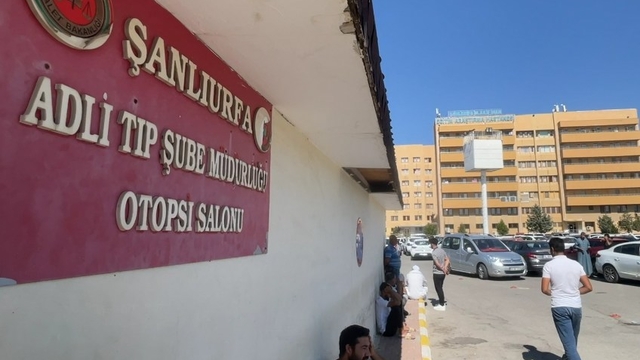 ŞANLIURFA
ADLİ TIP ŞUBE MÜDÜRLÜĞÜ
OTOPSİ SALONU